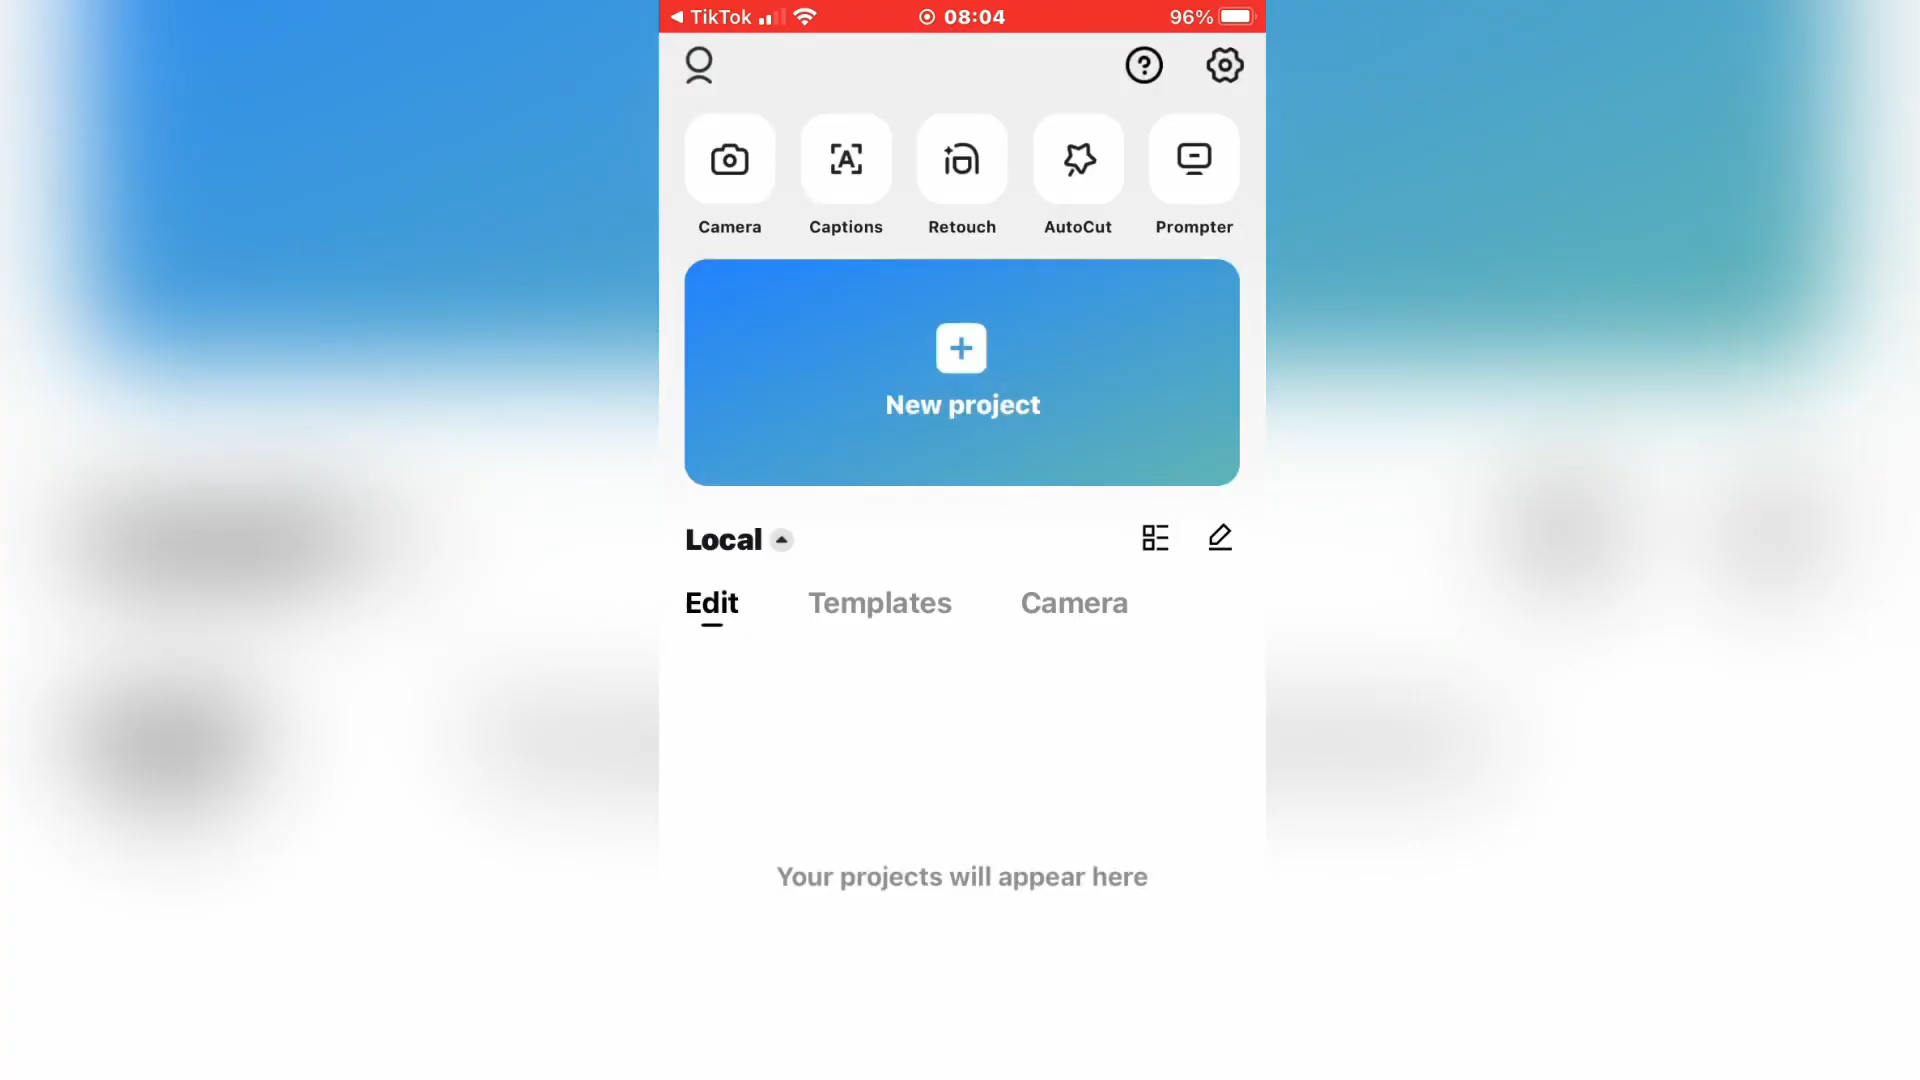 TikTok 08:04 96%
Camera Captions Retouch AutoCut Prompter
New project
Local
Edit Templates Camera
Your projects will appear here